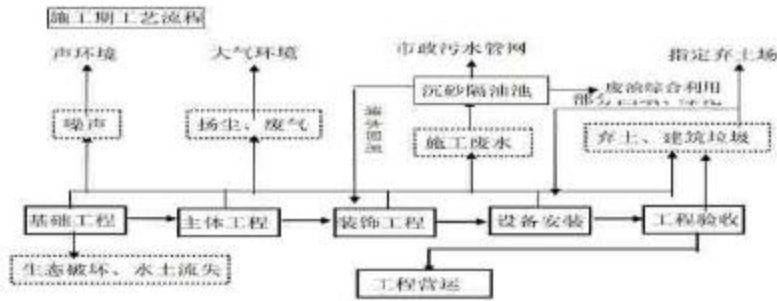 施工期工艺流程
声环境
大气环境
市政污水管网
指定弃土场
沉砂隔油池
废油综合利用
噪声
扬尘、废气
施工废水
弃土、建筑垃圾
基础工程
主体工程
装饰工程
设备安装
工程验收
生态破坏、水土流失
工程营运